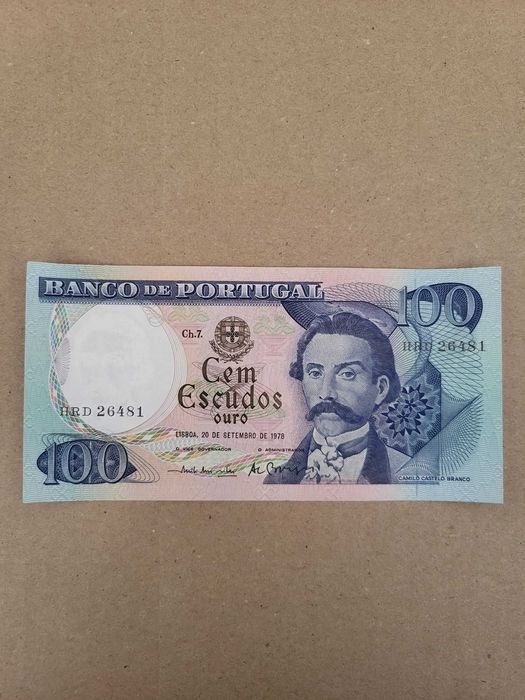 BANCO DE PORTUGAL
100
Ch.7.
HRD 26481
Cem
Escudos
ouro
HRD 26481
LISBOA, 20 DE SETEMBRO DE 1978
O VICE GOVERNADOR
O ADMINISTRADOR
100
CAMILO CASTELO BRANCO